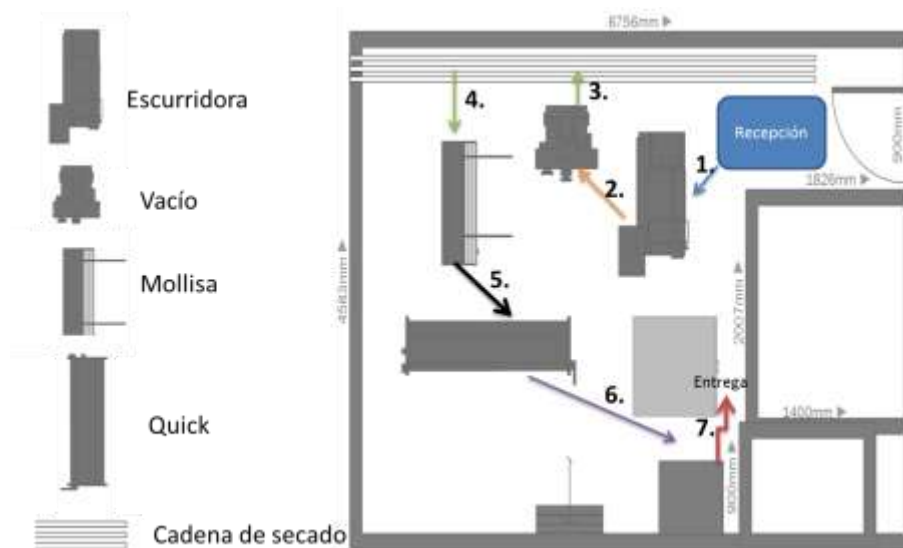 Escurridora
Vacío
Mollisa
Quick
Cadena de secado
6756mm
4.
3.
Recepción
1.
900mm
1826mm
2.
4583mm
5.
2007mm
Entrega
6.
1400mm
7.
900mm